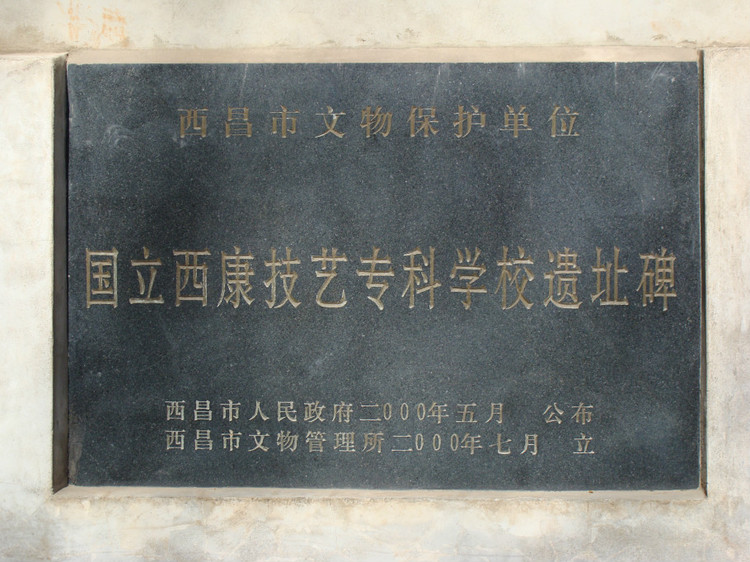 西昌市文物保护单位
国立西康技艺专科学校遗址碑
西昌市人民政府二000年五月 公布
西昌市文物管理所二000年七月 立